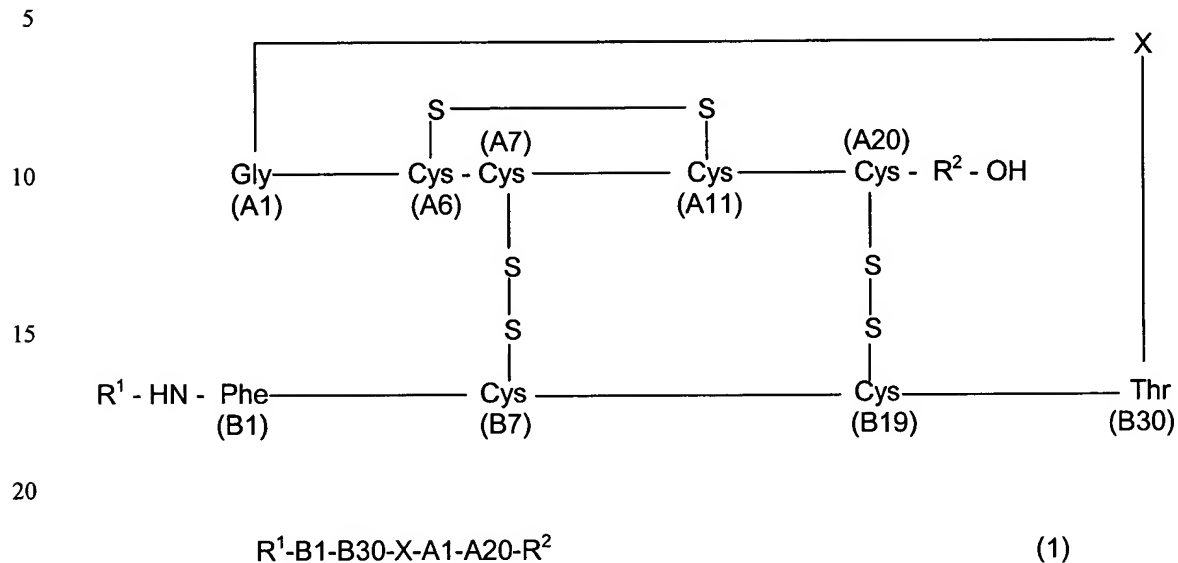 5
X
S S
(A7) (A20)
10 Gly Cys - Cys Cys Cys - R² - OH
(A1) (A6) (A11)
S S
15 S S
R¹ - HN - Phe Cys Cys Thr
(B1) (B7) (B19) (B30)
20
R¹-B1-B30-X-A1-A20-R² (1)